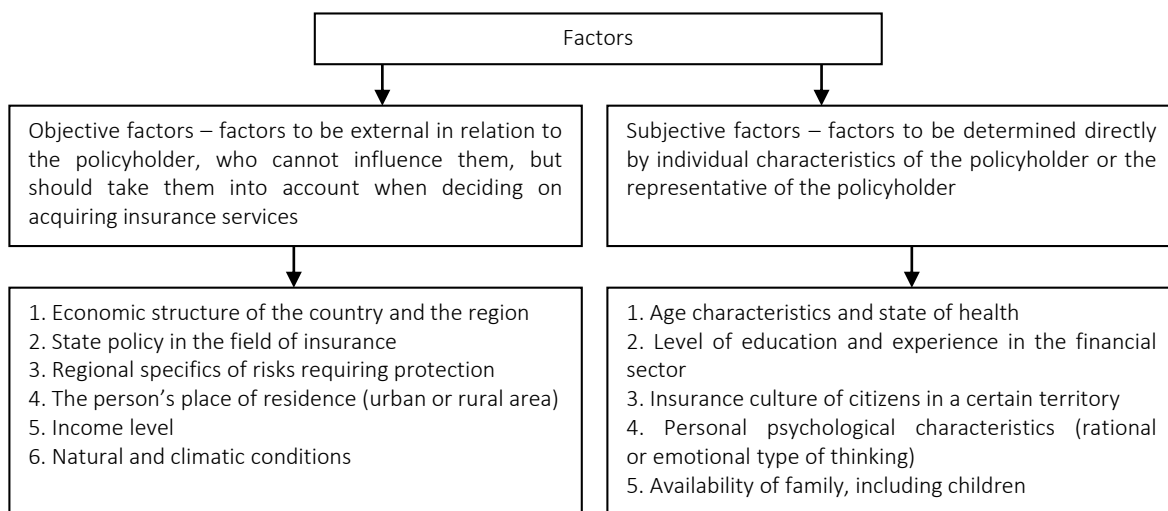 Factors
Objective factors – factors to be external in relation to
the policyholder, who cannot influence them, but
should take them into account when deciding on
acquiring insurance services
Subjective factors – factors to be determined directly
by individual characteristics of the policyholder or the
representative of the policyholder
1. Economic structure of the country and the region
2. State policy in the field of insurance
3. Regional specifics of risks requiring protection
4. The person’s place of residence (urban or rural area)
5. Income level
6. Natural and climatic conditions
1. Age characteristics and state of health
2. Level of education and experience in the financial
sector
3. Insurance culture of citizens in a certain territory
4. Personal psychological characteristics (rational
or emotional type of thinking)
5. Availability of family, including children